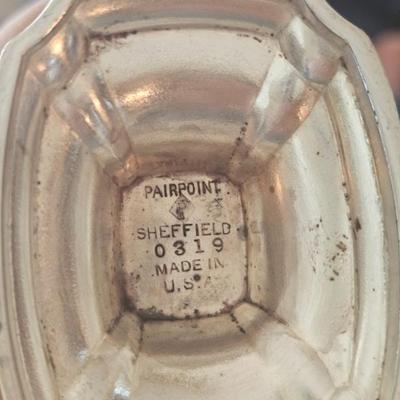 PAIRPOINT
P
SHEFFIELD
0319
MADE IN
U.S.A